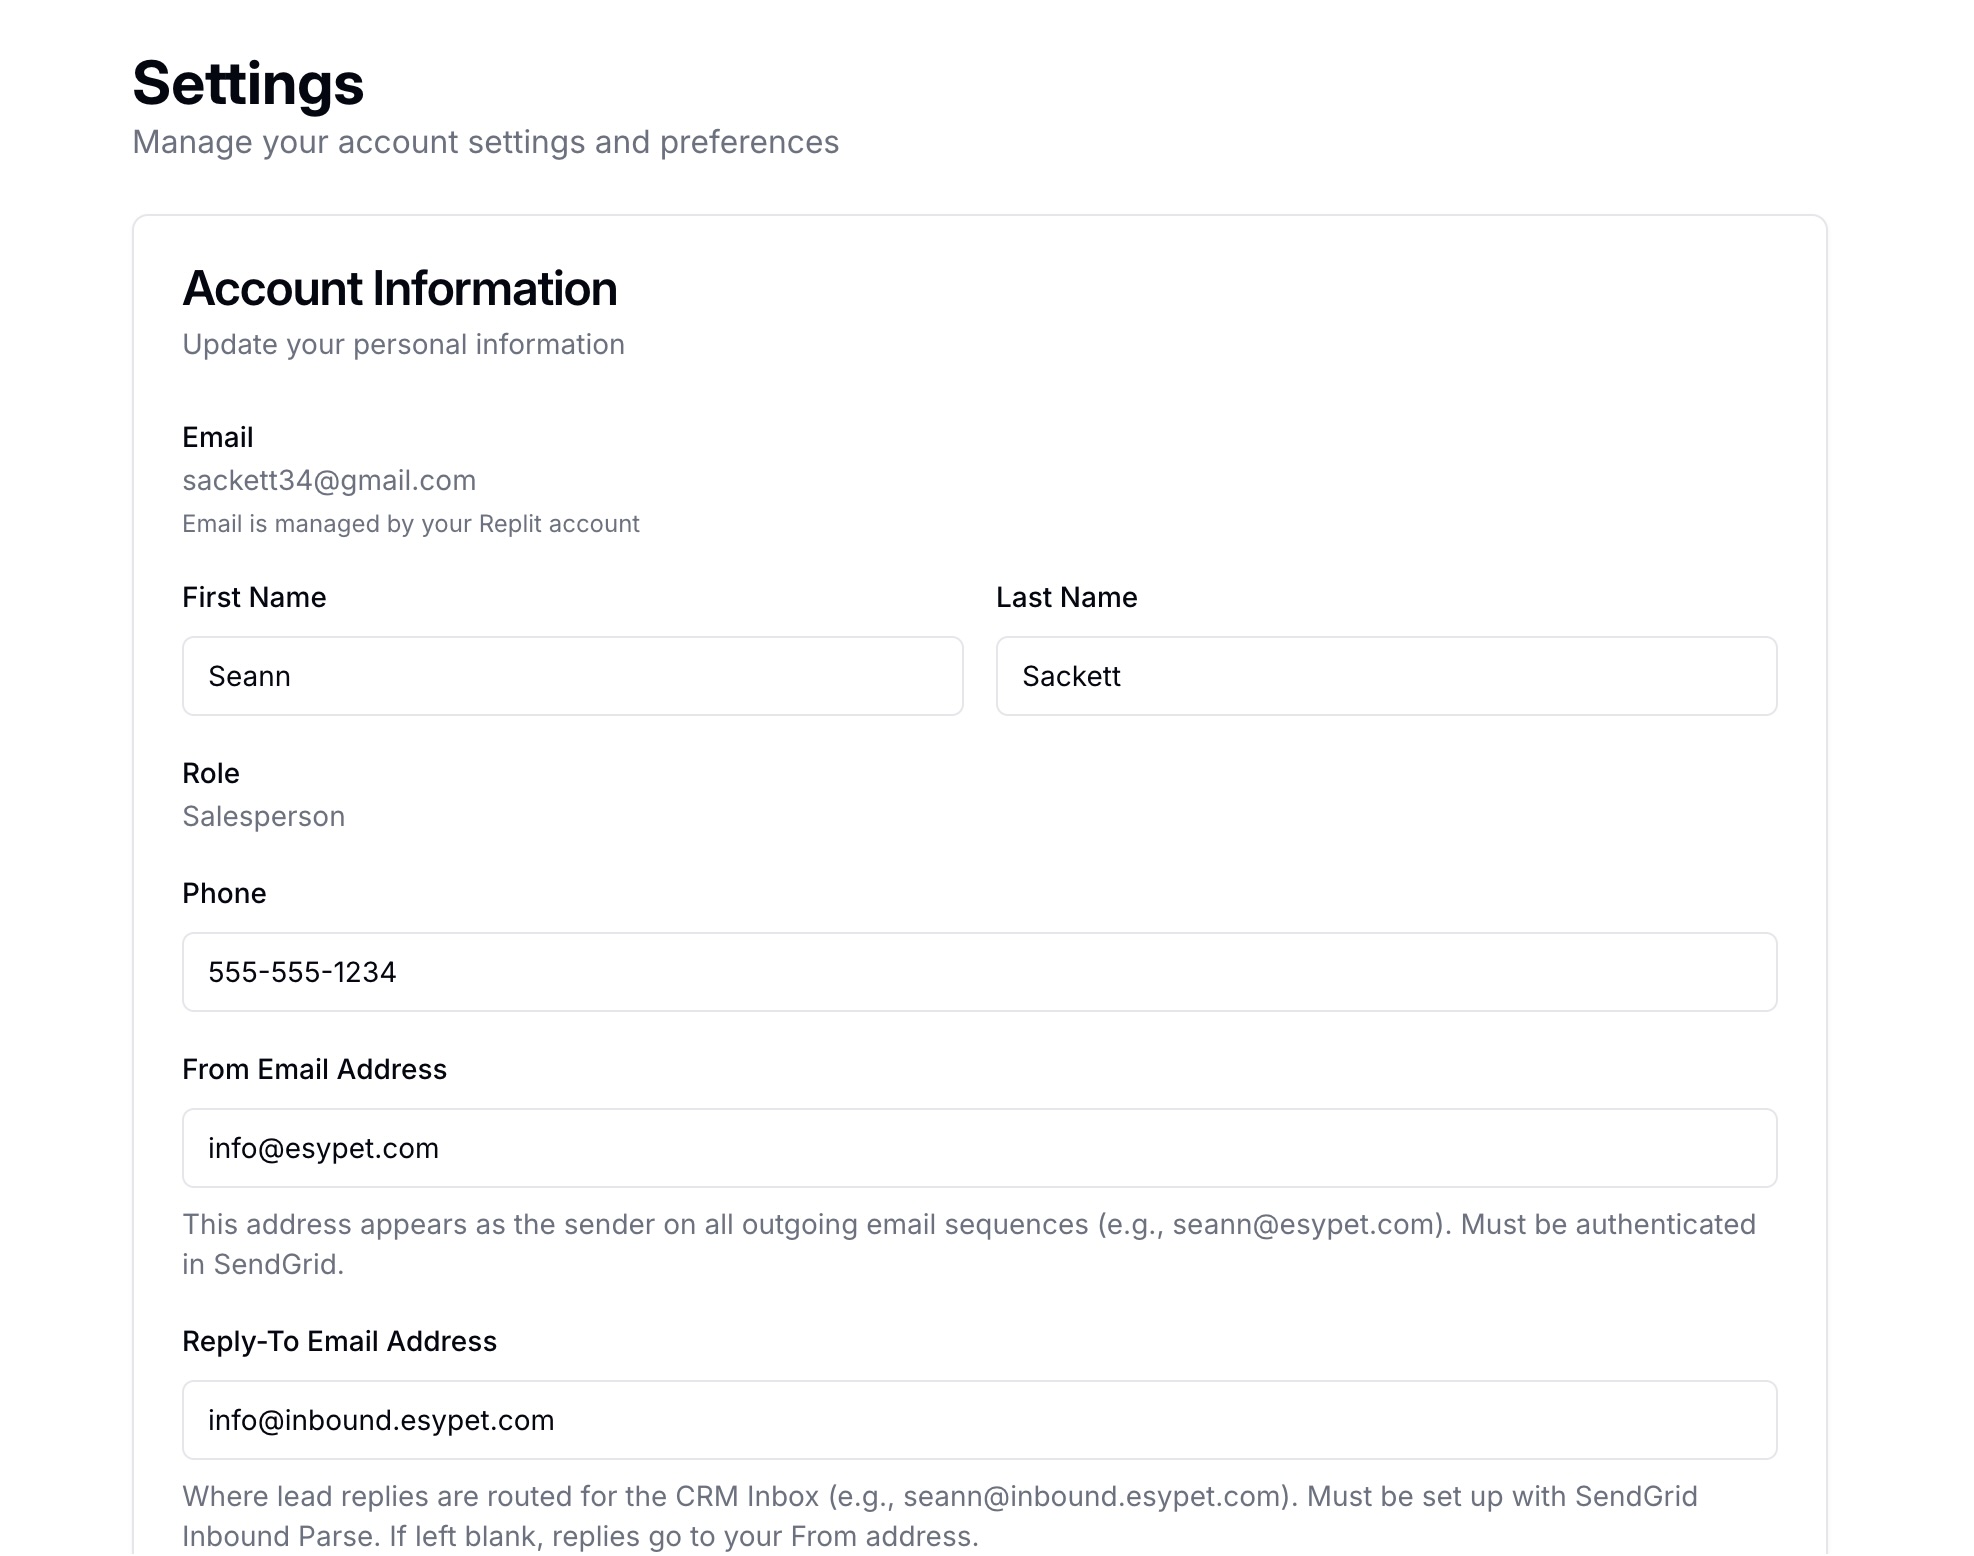 Settings
Manage your account settings and preferences
Account Information
Update your personal information
Email
sackett34@gmail.com
Email is managed by your Replit account
First Name
Last Name
Seann
Sackett
Role
Salesperson
Phone
555-555-1234
From Email Address
info@esypet.com
This address appears as the sender on all outgoing email sequences (e.g., seann@esypet.com). Must be authenticated
in SendGrid.
Reply-To Email Address
info@inbound.esypet.com
Where lead replies are routed for the CRM Inbox (e.g., seann@inbound.esypet.com). Must be set up with SendGrid
Inbound Parse. If left blank, replies go to your From address.